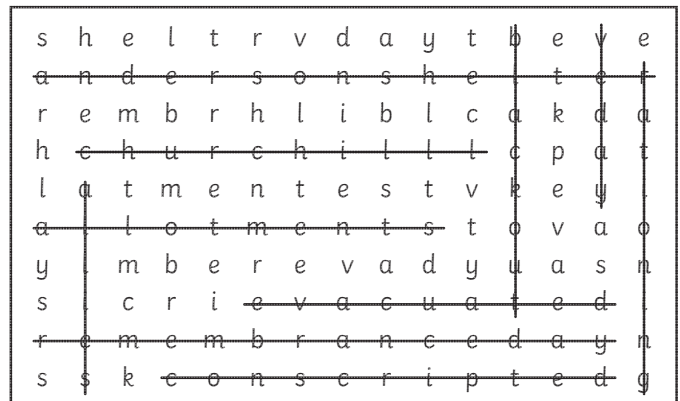 s h e l t r v d a y t b e v e
a n d e r s o n s h e l t e r
r e m b r h l i b l c a k d a
h c h u r c h i l l l c p a t
l a t m e n t e s t v k e y i
a l l o t m e n t s t o v a o
y l m b e r e v a d y u a s n
s i c r i e v a c u a t e d i
r e m e m b r a n c e d a y n
s s k c o n s c r i p t e d g